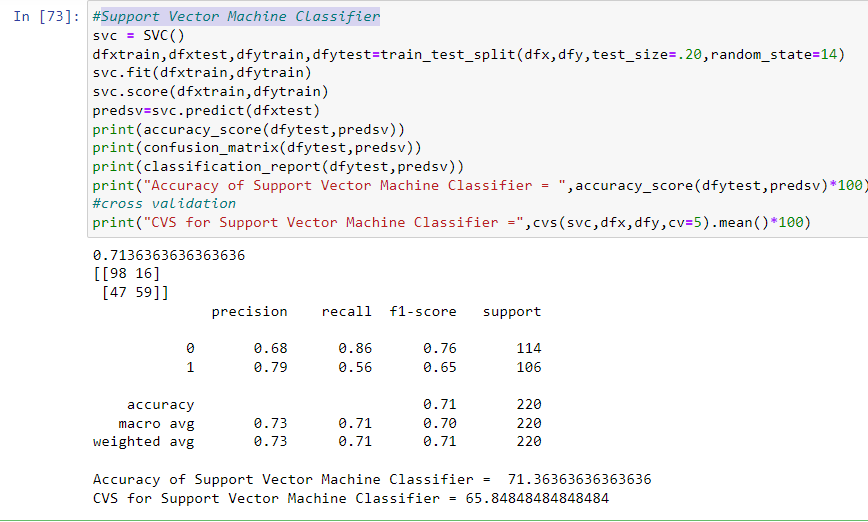 In [73]: #Support Vector Machine Classifier
svc = SVC()
dfxtrain,dfxtest,dfytrain,dfytest=train_test_split(dfx,dfy,test_size=.20,random_state=14)
svc.fit(dfxtrain,dfytrain)
svc.score(dfxtrain,dfytrain)
predsv=svc.predict(dfxtest)
print(accuracy_score(dfytest,predsv))
print(confusion_matrix(dfytest,predsv))
print(classification_report(dfytest,predsv))
print("Accuracy of Support Vector Machine Classifier = ",accuracy_score(dfytest,predsv)*100)
#cross validation
print("CVS for Support Vector Machine Classifier =",cvs(svc,dfx,dfy,cv=5).mean()*100)
0.7136363636363636
[[98 16]
[47 59]]
precision recall f1-score support
0 0.68 0.86 0.76 114
1 0.79 0.56 0.65 106
accuracy 0.71 220
macro avg 0.73 0.71 0.70 220
weighted avg 0.73 0.71 0.71 220
Accuracy of Support Vector Machine Classifier =  71.36363636363636
CVS for Support Vector Machine Classifier = 65.84848484848484